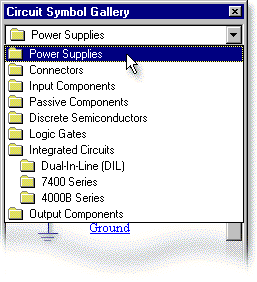 Circuit Symbol Gallery
Power Supplies
Power Supplies
Connectors
Input Components
Passive Components
Discrete Semiconductors
Logic Gates
Integrated Circuits
Dual-In-Line (DIL)
7400 Series
4000B Series
Output Components
Ground